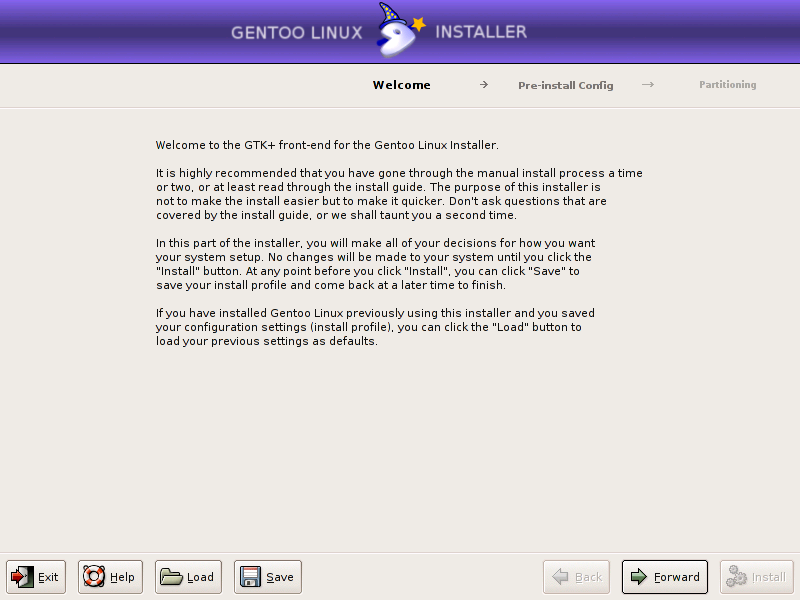 GENTOO LINUX INSTALLER
Welcome → Pre-install Config → Partitioning
Welcome to the GTK+ front-end for the Gentoo Linux Installer.
It is highly recommended that you have gone through the manual install process a time
or two, or at least read through the install guide. The purpose of this installer is
not to make the install easier but to make it quicker. Don't ask questions that are
covered by the install guide, or we shall taunt you a second time.
In this part of the installer, you will make all of your decisions for how you want
your system setup. No changes will be made to your system until you click the
"Install" button. At any point before you click "Install", you can click "Save" to
save your install profile and come back at a later time to finish.
If you have installed Gentoo Linux previously using this installer and you saved
your configuration settings (install profile), you can click the "Load" button to
load your previous settings as defaults.
Exit Help Load Save Back Forward Install